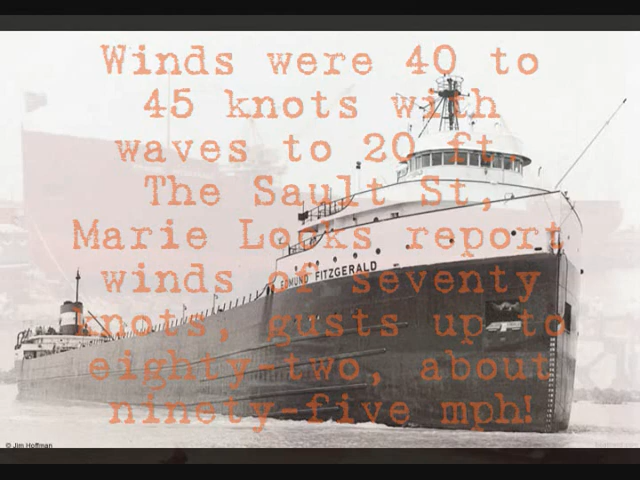 Winds were 40 to
45 knots with
waves to 20 ft.
The Sault St,
Marie Locks report
winds of seventy
knots, gusts up to
eighty-two, about
ninety-five mph!
EDMUND FITZGERALD
© Jim Hoffman